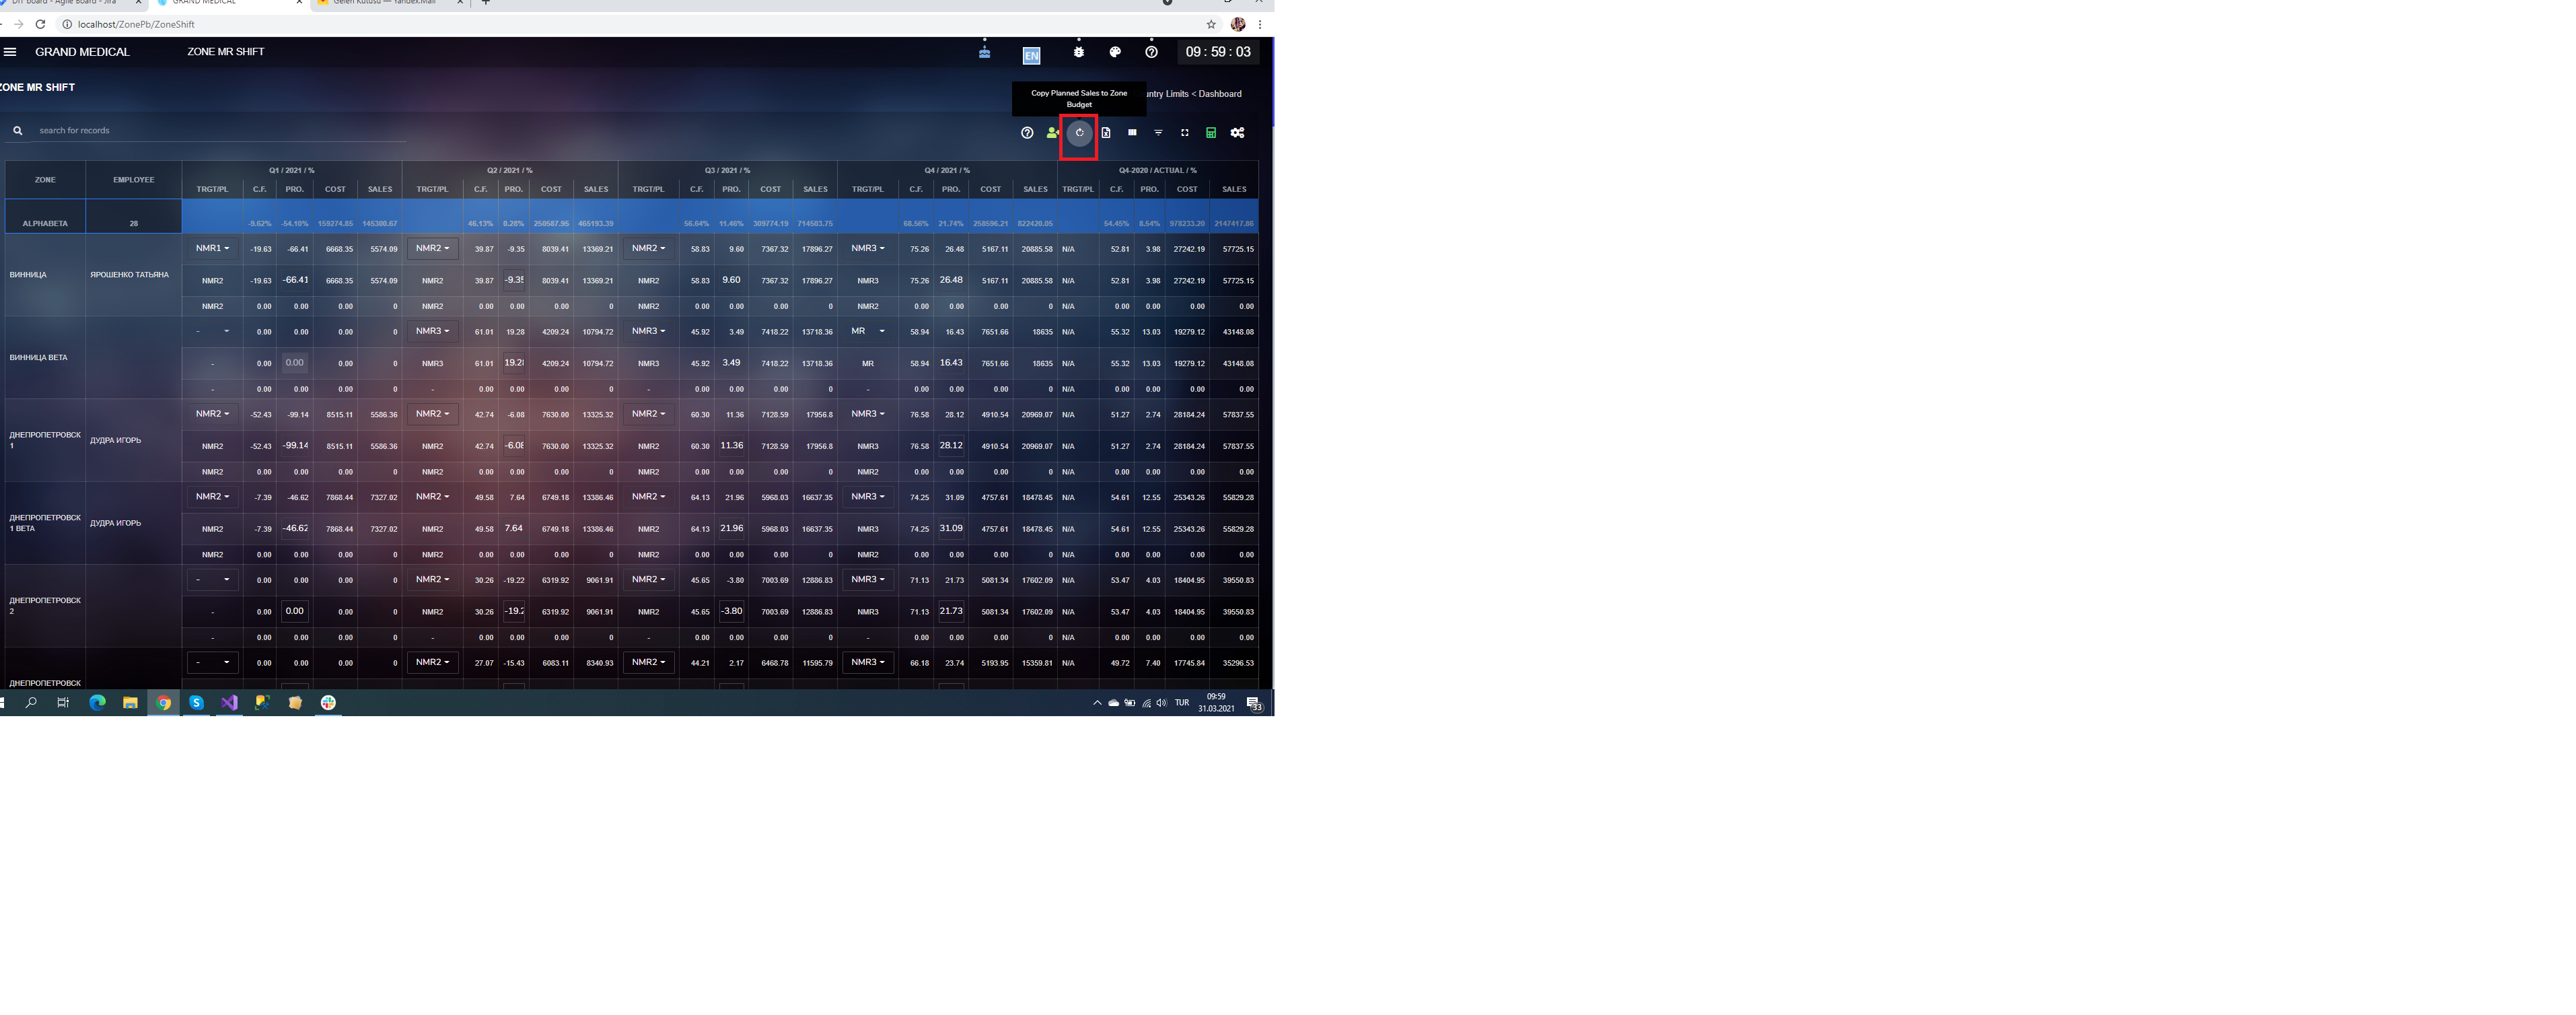 DIT board - Agile Board - Jira
GRAND MEDICAL
Gelen Kutusu — Yandex.Mail
localhost/ZonePb/ZoneShift
GRAND MEDICAL ZONE MR SHIFT EN 09 : 59 : 03
ZONE MR SHIFT
Copy Planned Sales to Zone
Budget
untry Limits < Dashboard
search for records
ZONE EMPLOYEE Q1 / 2021 / % Q2 / 2021 / % Q3 / 2021 / % Q4 / 2021 / % Q4-2020 / ACTUAL / %
TRGT/PL C.F. PRO. COST SALES TRGT/PL C.F. PRO. COST SALES TRGT/PL C.F. PRO. COST SALES TRGT/PL C.F. PRO. COST SALES TRGT/PL C.F. PRO. COST SALES
ALPHABETA 28 -9.62% -54.10% 159274.85 145300.67 46.13% 0.28% 250587.95 465193.39 56.64% 11.46% 309774.19 714503.75 68.56% 21.74% 258596.21 822420.05 54.45% 8.54% 978233.20 2147417.86
ВИННИЦА ЯРОШЕНКО ТАТЬЯНА
NMR1 -19.63 -66.41 6668.35 5574.09 NMR2 39.87 -9.35 8039.41 13369.21 NMR2 58.83 9.60 7367.32 17896.27 NMR3 75.26 26.48 5167.11 20885.58 N/A 52.81 3.98 27242.19 57725.15
NMR2 -19.63 -66.41 6668.35 5574.09 NMR2 39.87 -9.35 8039.41 13369.21 NMR2 58.83 9.60 7367.32 17896.27 NMR3 75.26 26.48 5167.11 20885.58 N/A 52.81 3.98 27242.19 57725.15
NMR2 0.00 0.00 0.00 0 NMR2 0.00 0.00 0.00 0 NMR2 0.00 0.00 0.00 0 NMR2 0.00 0.00 0.00 0 N/A 0.00 0.00 0.00 0.00
ВИННИЦА BETA
- 0.00 0.00 0.00 0 NMR3 61.01 19.28 4209.24 10794.72 NMR3 45.92 3.49 7418.22 13718.36 MR 58.94 16.43 7651.66 18635 N/A 55.32 13.03 19279.12 43148.08
- 0.00 0.00 0.00 0 NMR3 61.01 19.28 4209.24 10794.72 NMR3 45.92 3.49 7418.22 13718.36 MR 58.94 16.43 7651.66 18635 N/A 55.32 13.03 19279.12 43148.08
- 0.00 0.00 0.00 0 - 0.00 0.00 0.00 0 - 0.00 0.00 0.00 0 - 0.00 0.00 0.00 0 N/A 0.00 0.00 0.00 0.00
ДНЕПРОПЕТРОВСК
1 ДУДРА ИГОРЬ
NMR2 -52.43 -99.14 8515.11 5586.36 NMR2 42.74 -6.08 7630.00 13325.32 NMR2 60.30 11.36 7128.59 17956.8 NMR3 76.58 28.12 4910.54 20969.07 N/A 51.27 2.74 28184.24 57837.55
NMR2 -52.43 -99.14 8515.11 5586.36 NMR2 42.74 -6.08 7630.00 13325.32 NMR2 60.30 11.36 7128.59 17956.8 NMR3 76.58 28.12 4910.54 20969.07 N/A 51.27 2.74 28184.24 57837.55
NMR2 0.00 0.00 0.00 0 NMR2 0.00 0.00 0.00 0 NMR2 0.00 0.00 0.00 0 NMR2 0.00 0.00 0.00 0 N/A 0.00 0.00 0.00 0.00
ДНЕПРОПЕТРОВСК
1 BETA ДУДРА ИГОРЬ
NMR2 -7.39 -46.62 7868.44 7327.02 NMR2 49.58 7.64 6749.18 13386.46 NMR2 64.13 21.96 5968.03 16637.35 NMR3 74.25 31.09 4757.61 18478.45 N/A 54.61 12.55 25343.26 55829.28
NMR2 -7.39 -46.62 7868.44 7327.02 NMR2 49.58 7.64 6749.18 13386.46 NMR2 64.13 21.96 5968.03 16637.35 NMR3 74.25 31.09 4757.61 18478.45 N/A 54.61 12.55 25343.26 55829.28
NMR2 0.00 0.00 0.00 0 NMR2 0.00 0.00 0.00 0 NMR2 0.00 0.00 0.00 0 NMR2 0.00 0.00 0.00 0 N/A 0.00 0.00 0.00 0.00
ДНЕПРОПЕТРОВСК
2
- 0.00 0.00 0.00 0 NMR2 30.26 -19.22 6319.92 9061.91 NMR2 45.65 -3.80 7003.69 12886.83 NMR3 71.13 21.73 5081.34 17602.09 N/A 53.47 4.03 18404.95 39550.83
- 0.00 0.00 0.00 0 NMR2 30.26 -19.2 6319.92 9061.91 NMR2 45.65 -3.80 7003.69 12886.83 NMR3 71.13 21.73 5081.34 17602.09 N/A 53.47 4.03 18404.95 39550.83
- 0.00 0.00 0.00 0 - 0.00 0.00 0.00 0 - 0.00 0.00 0.00 0 - 0.00 0.00 0.00 0 N/A 0.00 0.00 0.00 0.00
- 0.00 0.00 0.00 0 NMR2 27.07 -15.43 6083.11 8340.93 NMR2 44.21 2.17 6468.78 11595.79 NMR3 66.18 23.74 5193.95 15359.81 N/A 49.72 7.40 17745.84 35296.53
ДНЕПРОПЕТРОВСК
TUR 09:59
31.03.2021 33